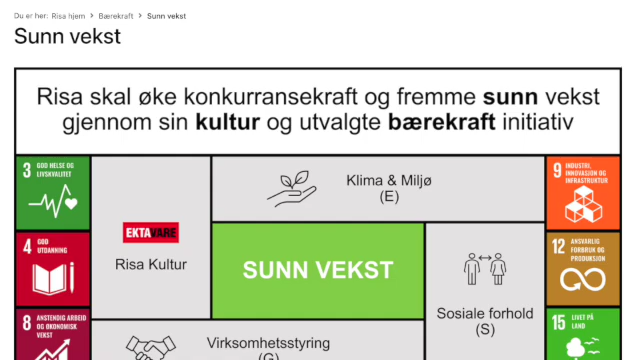 Du er her: Risa hjem > Bærekraft > Sunn vekst
Sunn vekst
Risa skal øke konkurransekraft og fremme sunn vekst
gjennom sin kultur og utvalgte bærekraft initiativ
3 GOD HELSE OG
LIVSKVALITET
4 GOD
UTDANNING
8 ANSTENDIG ARBEID
OG ØKONOMISK
VEKST
EKTAVARE
Risa Kultur
Klima & Miljø
(E)
SUNN VEKST
Sosiale forhold
(S)
Virksomhetsstyring
(G)
9 INDUSTRI,
INNOVASJON OG
INFRASTRUKTUR
12 ANSVARLIG
FORBRUK OG
PRODUKSJON
15 LIVET PÅ
LAND